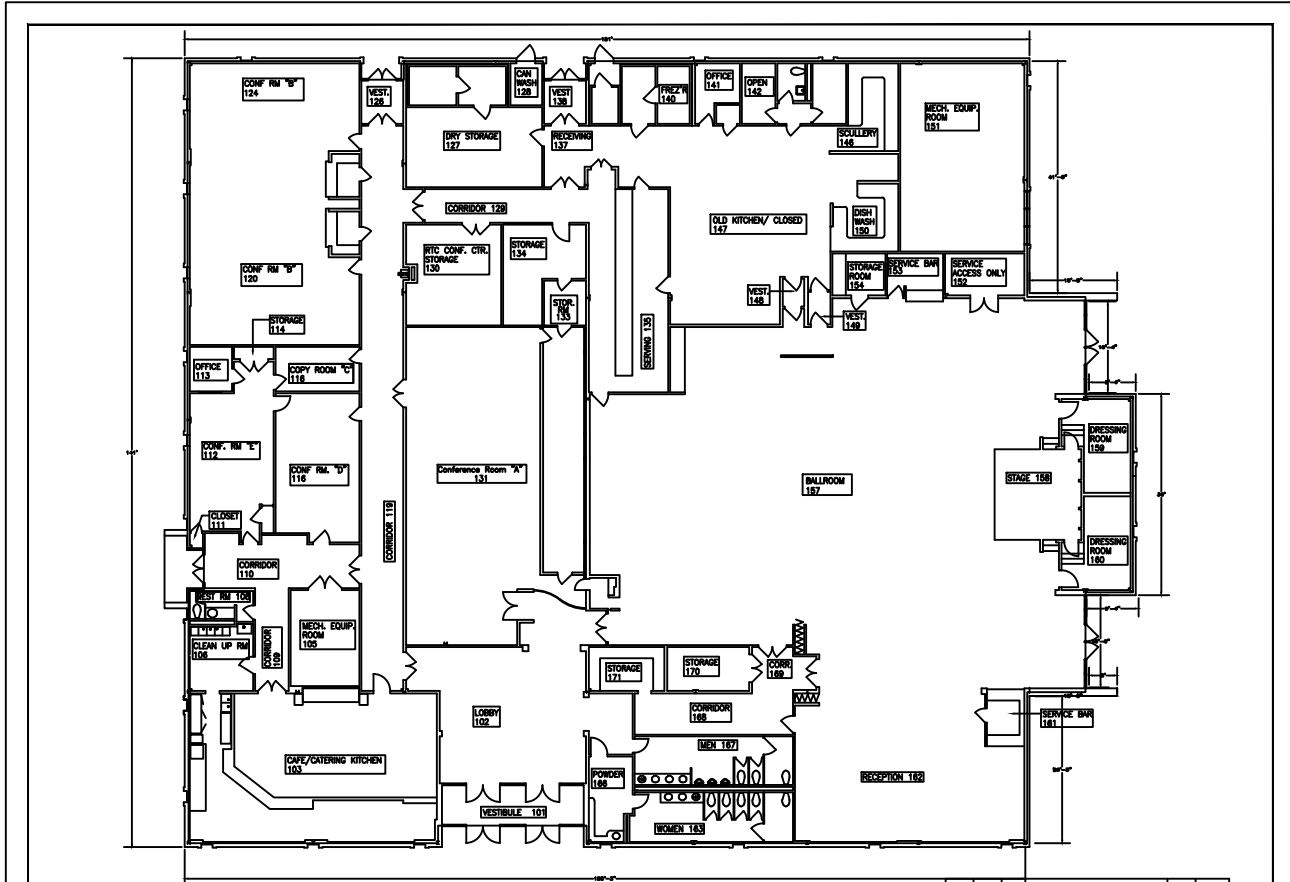 181'
CONF RM "B"
124
VEST.
126
CAN
WASH
128
VEST
138
FREZ'R
140
OFFICE
141
OPEN
142
MECH. EQUIP.
ROOM
151
DRY STORAGE
127
RECEIVING
137
SCULLERY
146
CORRIDOR 129
OLD KITCHEN/ CLOSED
147
DISH
WASH
150
RTC CONF. CTR.
STORAGE
130
STORAGE
134
CONF RM "B"
120
STORAGE
ROOM
154
SERVICE BAR
153
SERVICE
ACCESS ONLY
152
STOR.
RM
133
VEST.
148
VEST.
149
STORAGE
114
SERVING 135
OFFICE
113
COPY ROOM "C"
116
CONF. RM "E"
112
CONF RM. "D"
116
Conference Room "A"
131
BALLROOM
157
STAGE 158
DRESSING
ROOM
159
141'
CLOSET
111
CORRIDOR 119
DRESSING
ROOM
160
CORRIDOR
110
REST RM 108
MECH. EQUIP.
ROOM
105
CLEAN UP RM
106
CORRIDOR
109
STORAGE
171
STORAGE
170
CORR.
169
LOBBY
102
CORRIDOR
168
SERVICE BAR
161
CAFE/CATERING KITCHEN
103
MEN 167
POWDER
166
RECEPTION 162
VESTIBULE 101
WOMEN 163